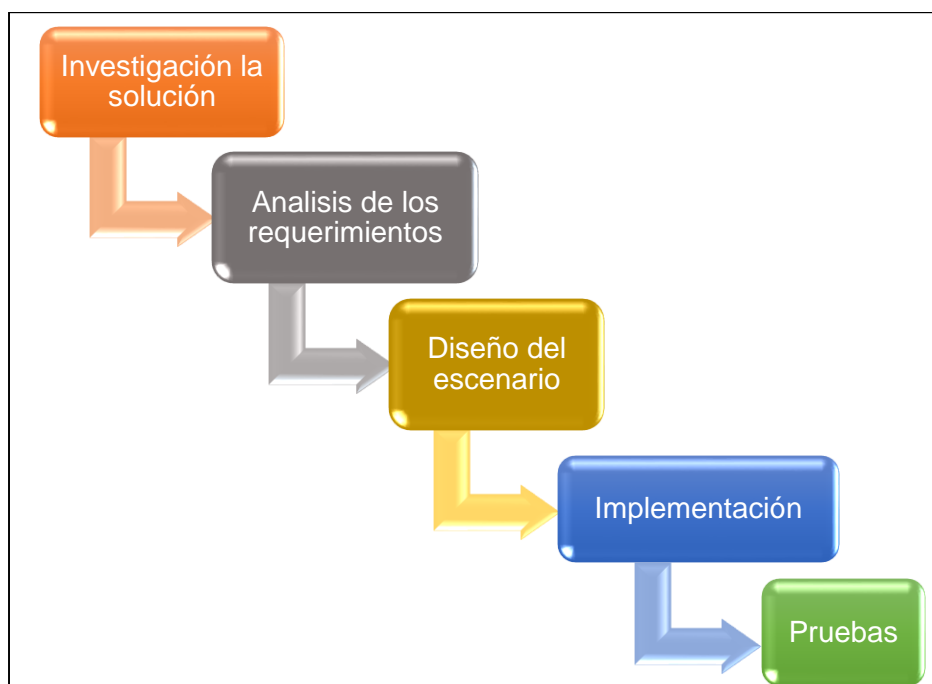 Investigación la
solución
Analisis de los
requerimientos
Diseño del
escenario
Implementación
Pruebas